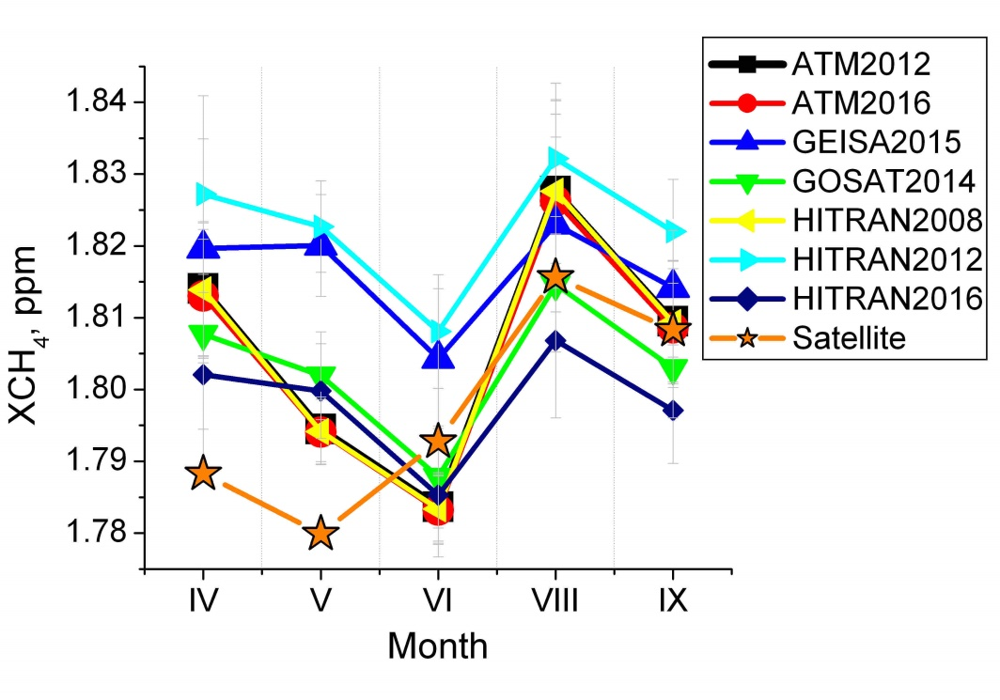 ATM2012
ATM2016
GEISA2015
GOSAT2014
HITRAN2008
HITRAN2012
HITRAN2016
Satellite
1.84
1.83
1.82
1.81
1.80
1.79
1.78
XCH4, ppm
IV V VI VIII IX
Month